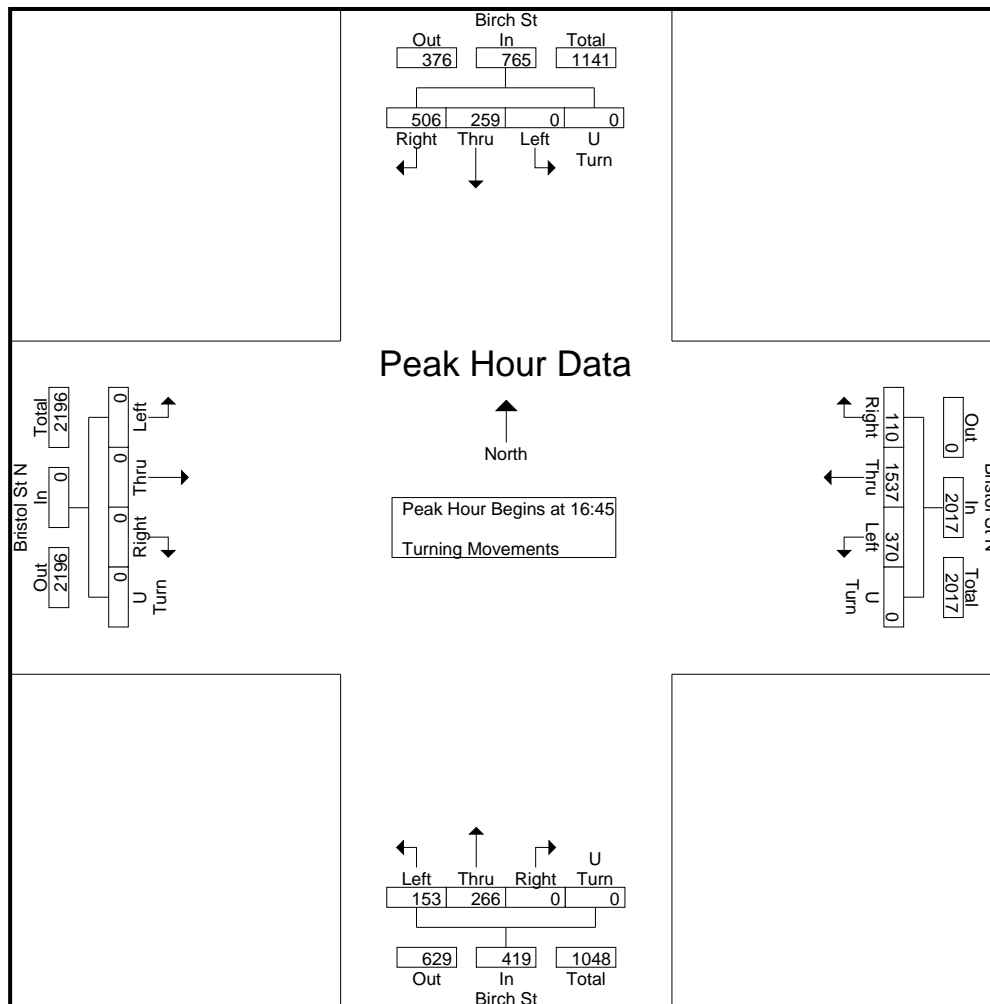 Birch St
Out In Total
376 765 1141
506 259 0 0
Right Thru Left U
Turn
Peak Hour Data
North
Peak Hour Begins at 16:45
Turning Movements
Bristol St N
Total In Out
2196 0 2196
0 0 0 0
Left Thru Right U
Turn
Out In Total
0 2017 2017
110 1537 370 0
Right Thru Left U
Turn
Bristol St N
U
Left Thru Right Turn
153 266 0 0
629 419 1048
Out In Total
Birch St